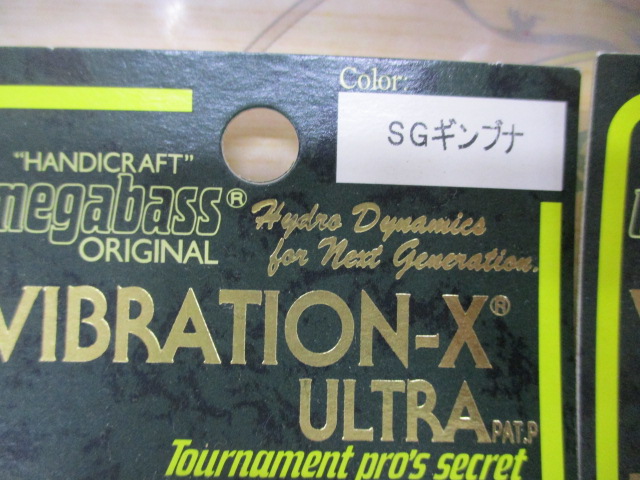 Color:
SGギンブナ
"HANDICRAFT"
megabass®
ORIGINAL
Hydro Dynamics
for Next Generation.
VIBRATION-X®
ULTRA PAT.P
Tournament pro's secret